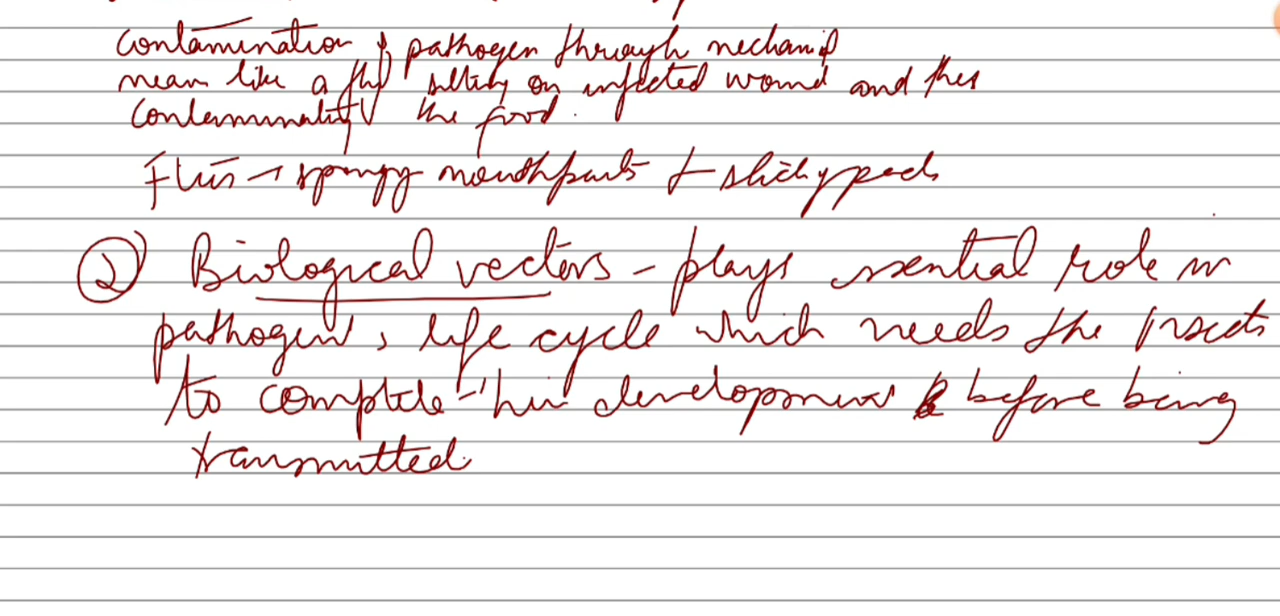 contamination of pathogen through mechanical
mean like a fly sitting on infected wound and then
contaminating the food.
Flies → spongy mouthparts + sticky pads
② Biological vectors - plays essential role in
pathogen's life cycle which needs the insects
to complete their development before being
transmitted.